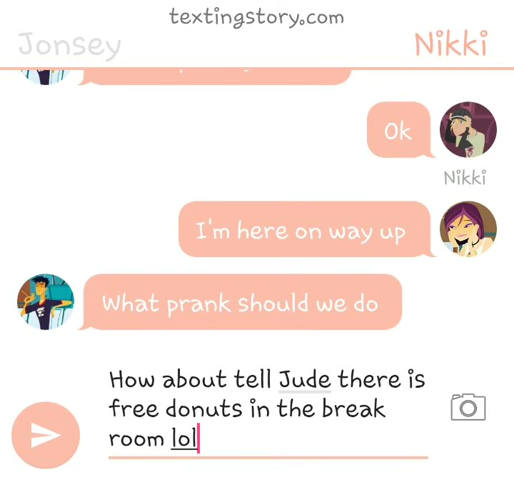 textingstory.com
Jonsey
Nikki
Ok
Nikki
I'm here on way up
What prank should we do
How about tell Jude there is
free donuts in the break
room lol